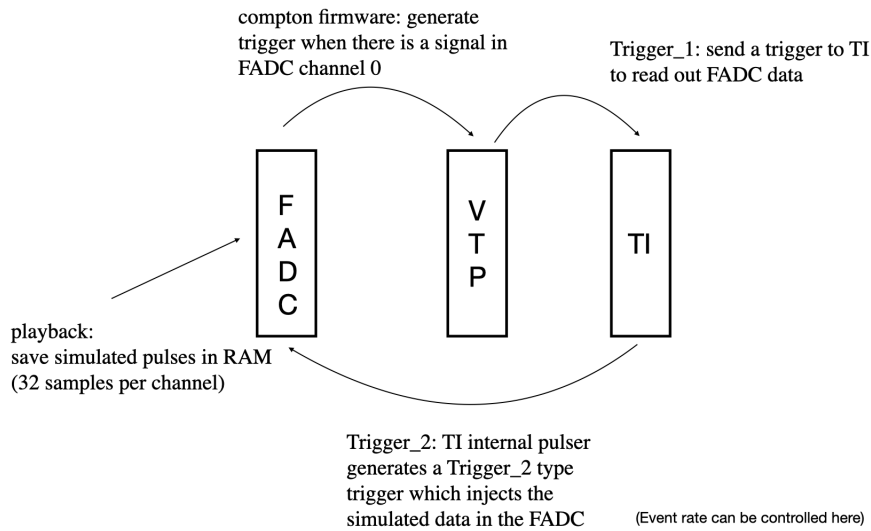 compton firmware: generate
trigger when there is a signal in
FADC channel 0
Trigger_1: send a trigger to TI
to read out FADC data
F
A
D
C
V
T
P
TI
playback:
save simulated pulses in RAM
(32 samples per channel)
Trigger_2: TI internal pulser
generates a Trigger_2 type
trigger which injects the
simulated data in the FADC
(Event rate can be controlled here)